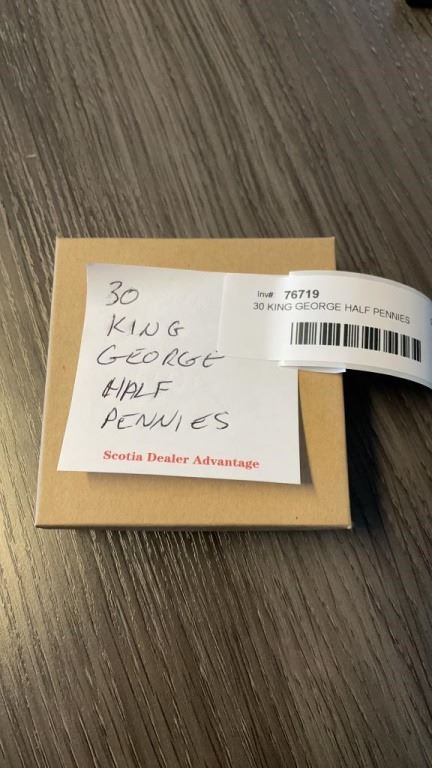 30
KING
GEORGE
HALF
PENNIES
Scotia Dealer Advantage
Inv#: 76719
30 KING GEORGE HALF PENNIES